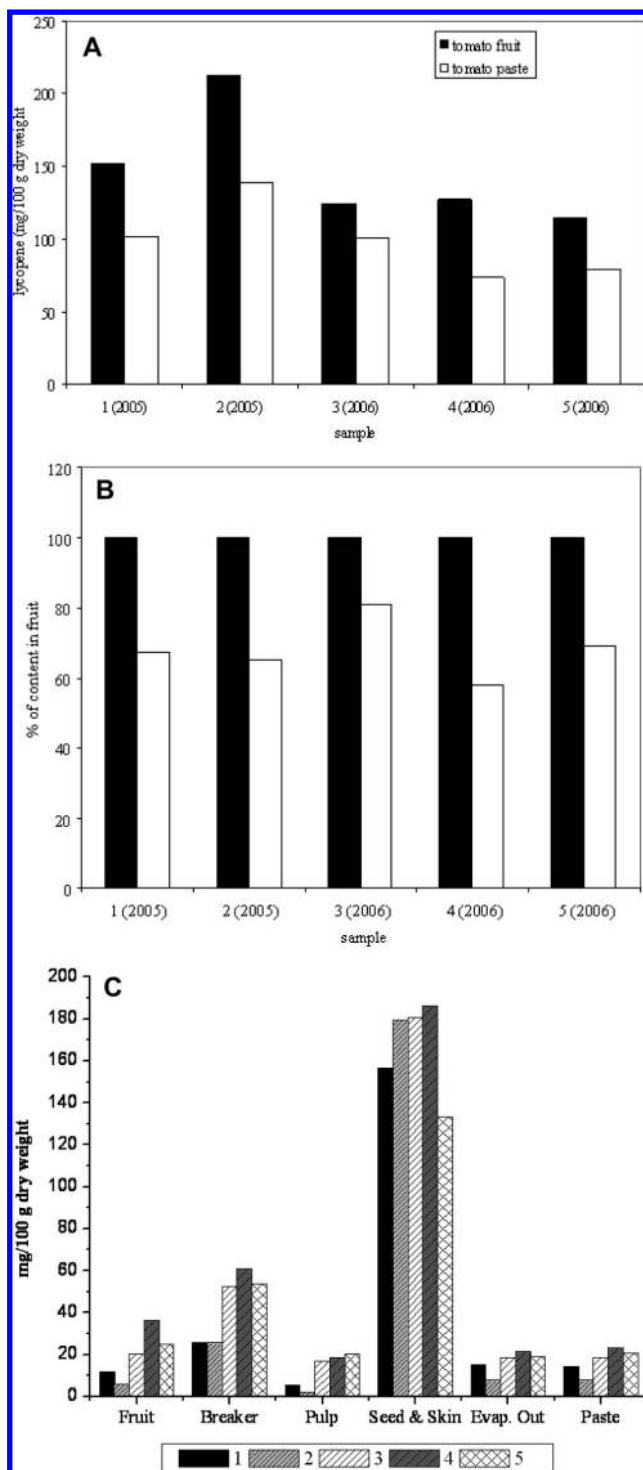 A
tomato fruit
tomato paste
lycopene (mg/100 g dry weight)
250
200
150
100
50
0
1 (2005) 2 (2005) 3 (2006) 4 (2006) 5 (2006)
sample
B
% of content in fruit
120
100
80
60
40
20
0
1 (2005) 2 (2005) 3 (2006) 4 (2006) 5 (2006)
sample
C
mg/100 g dry weight
200
180
160
140
120
100
80
60
40
20
0
Fruit Breaker Pulp Seed & Skin Evap. Out Paste
1 2 3 4 5